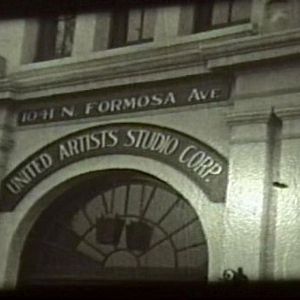 1041 N. FORMOSA AVE
UNITED ARTISTS STUDIO CORP.